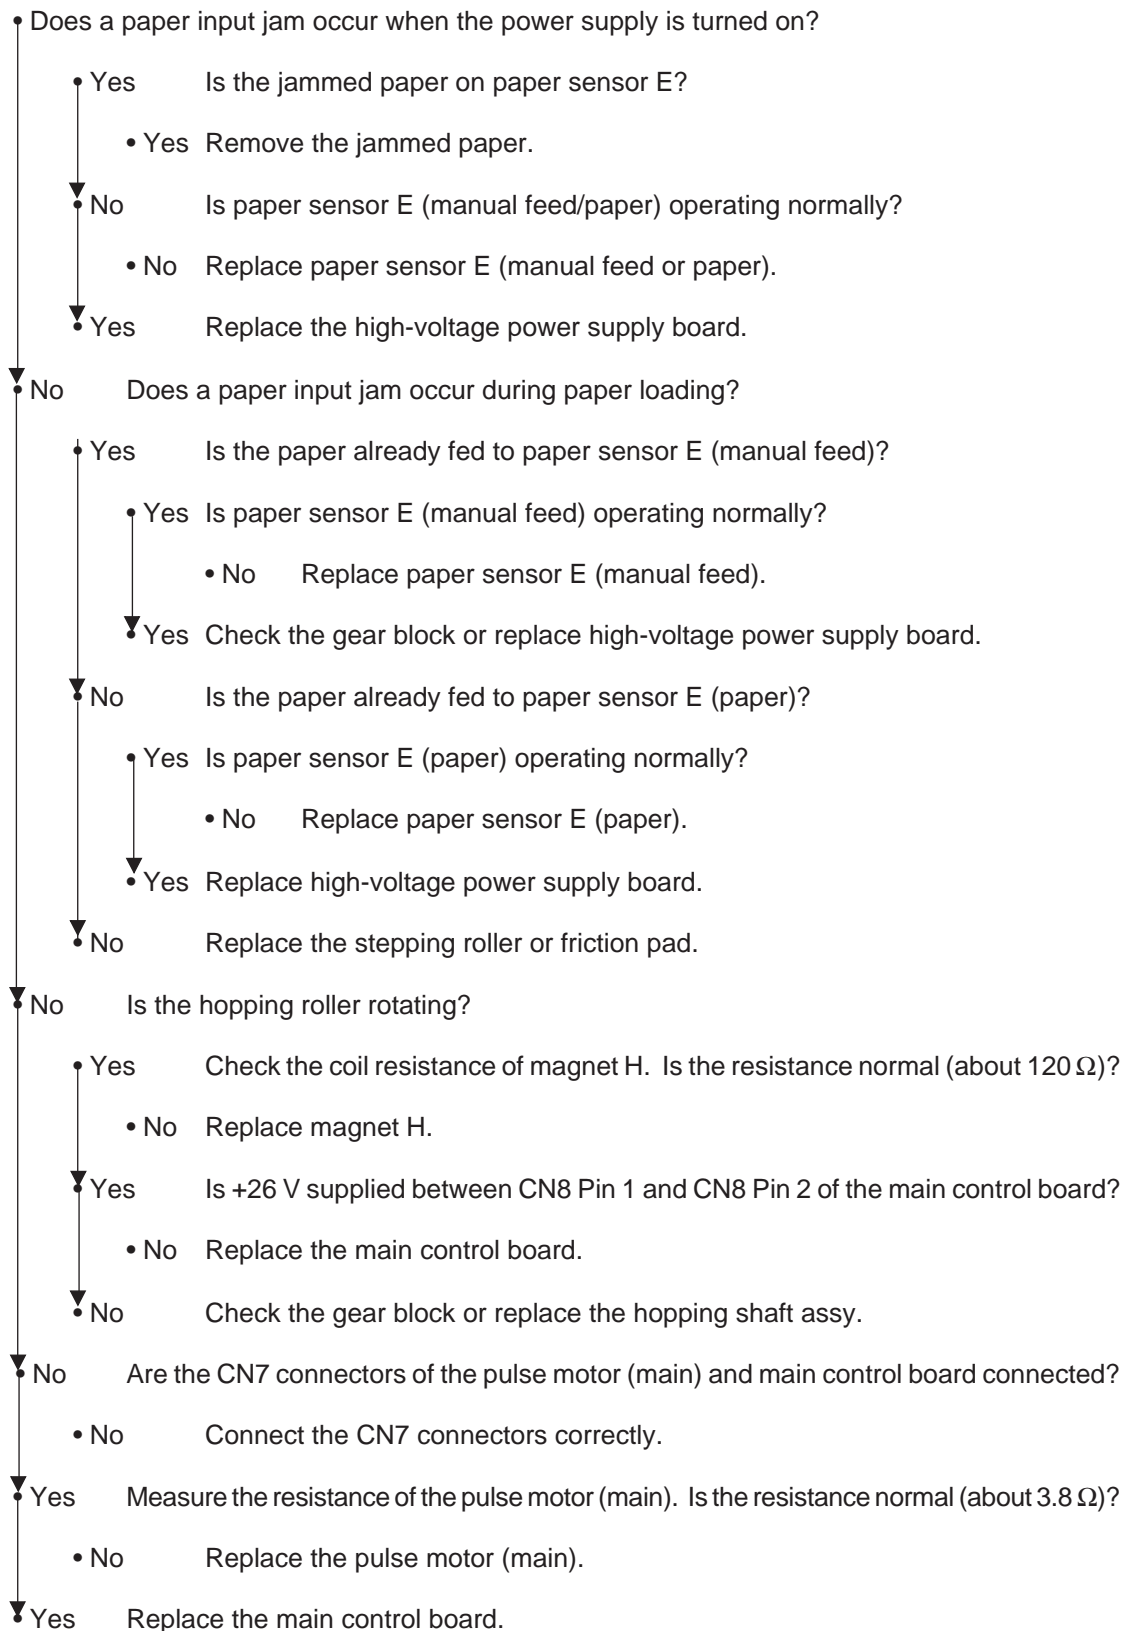 • Does a paper input jam occur when the power supply is turned on?
• Yes Is the jammed paper on paper sensor E?
• Yes Remove the jammed paper.
• No Is paper sensor E (manual feed/paper) operating normally?
• No Replace paper sensor E (manual feed or paper).
• Yes Replace the high-voltage power supply board.
• No Does a paper input jam occur during paper loading?
• Yes Is the paper already fed to paper sensor E (manual feed)?
• Yes Is paper sensor E (manual feed) operating normally?
• No Replace paper sensor E (manual feed).
• Yes Check the gear block or replace high-voltage power supply board.
• No Is the paper already fed to paper sensor E (paper)?
• Yes Is paper sensor E (paper) operating normally?
• No Replace paper sensor E (paper).
• Yes Replace high-voltage power supply board.
• No Replace the stepping roller or friction pad.
• No Is the hopping roller rotating?
• Yes Check the coil resistance of magnet H. Is the resistance normal (about 120 Ω)?
• No Replace magnet H.
• Yes Is +26 V supplied between CN8 Pin 1 and CN8 Pin 2 of the main control board?
• No Replace the main control board.
• No Check the gear block or replace the hopping shaft assy.
• No Are the CN7 connectors of the pulse motor (main) and main control board connected?
• No Connect the CN7 connectors correctly.
• Yes Measure the resistance of the pulse motor (main). Is the resistance normal (about 3.8 Ω)?
• No Replace the pulse motor (main).
• Yes Replace the main control board.